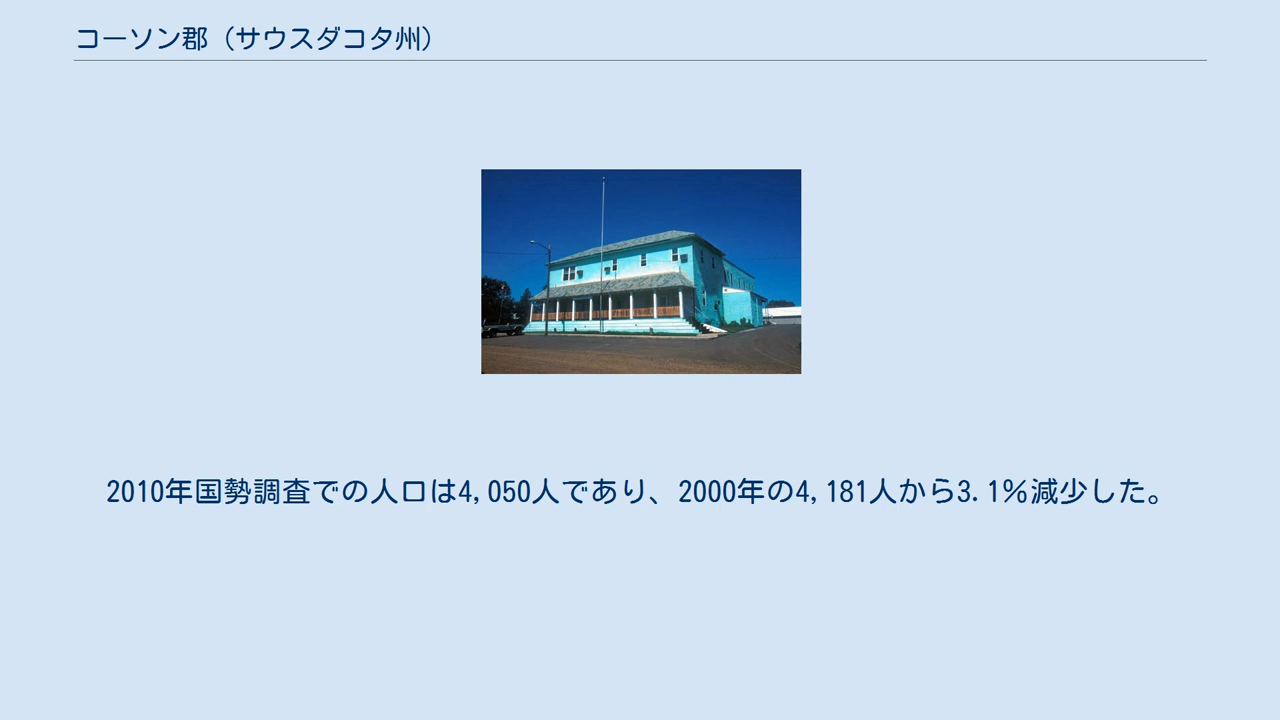 コーソン郡（サウスダコタ州）
2010年国勢調査での人口は4,050人であり、2000年の4,181人から3.1％減少した。